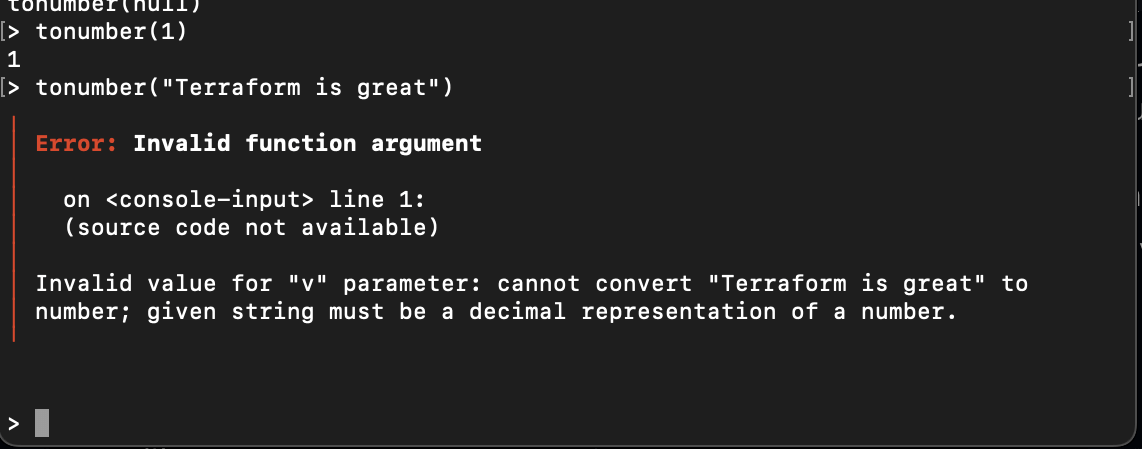 tonumber(null)
[> tonumber(1) ]
1
[> tonumber("Terraform is great") ]
Error: Invalid function argument
on <console-input> line 1:
(source code not available)
Invalid value for "v" parameter: cannot convert "Terraform is great" to
number; given string must be a decimal representation of a number.
>